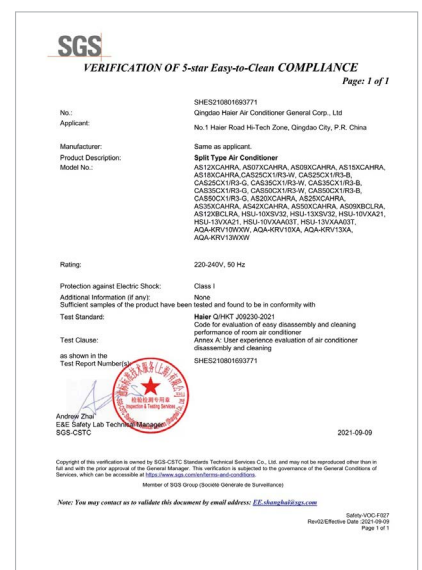 SGS
VERIFICATION OF 5-star Easy-to-Clean COMPLIANCE
Page: 1 of 1
SHES210801693771
No.: Qingdao Haier Air Conditioner General Corp., Ltd
Applicant:
No.1 Haier Road Hi-Tech Zone, Qingdao City, P.R. China
Manufacturer: Same as applicant.
Product Description: Split Type Air Conditioner
Model No.: AS12XCAHRA, AS07XCAHRA, AS09XCAHRA, AS15XCAHRA,
AS18XCAHRA,CAS25CX1/R3-W, CAS25CX1/R3-B,
CAS25CX1/R3-G, CAS35CX1/R3-W, CAS35CX1/R3-B,
CAS35CX1/R3-G, CAS50CX1/R3-W, CAS50CX1/R3-B,
CAS50CX1/R3-G, AS20XCAHRA, AS25XCAHRA,
AS35XCAHRA, AS42XCAHRA, AS50XCAHRA, AS09XBCLRA,
AS12XBCLRA, HSU-10XSV32, HSU-13XSV32, HSU-10VXA21,
HSU-13VXA21, HSU-10VXAA03T, HSU-13VXAA03T,
AQA-KRV10WXW, AQA-KRV10XA, AQA-KRV13XA,
AQA-KRV13WXW
Rating: 220-240V, 50 Hz
Protection against Electric Shock: Class I
Additional Information (if any): None
Sufficient samples of the product have been tested and found to be in conformity with
Test Standard: Haier Q/HKT J09230-2021
Code for evaluation of easy disassembly and cleaning
performance of room air conditioner
Test Clause: Annex A: User experience evaluation of air conditioner
disassembly and cleaning
as shown in the
Test Report Number(s) SHES210801693771
检验检测专用章
Inspection & Testing Services
Andrew Zhai
E&E Safety Lab Technical Manager
SGS-CSTC 2021-09-09
Copyright of this verification is owned by SGS-CSTC Standards Technical Services Co., Ltd. and may not be reproduced other than in
full and with the prior approval of the General Manager. This verification is subjected to the governance of the General Conditions of
Services, which can be accessible at https://www.sgs.com/en/terms-and-conditions.
Member of SGS Group (Société Générale de Surveillance)
Note: You may contact us to validate this document by email address: EE.shanghai@sgs.com
Safety-VOC-F027
Rev02/Effective Date :2021-09-09
Page 1 of 1